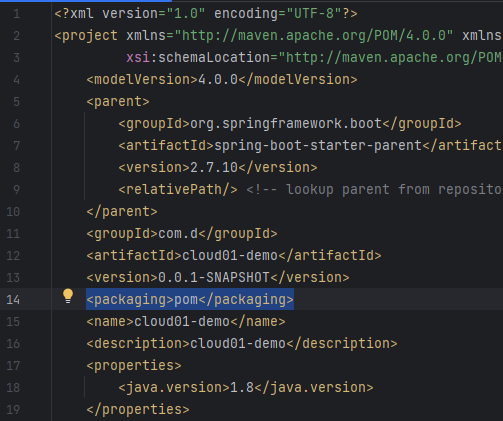 1 <?xml version="1.0" encoding="UTF-8"?>
2 <project xmlns="http://maven.apache.org/POM/4.0.0" xmlns
3 xsi:schemaLocation="http://maven.apache.org/POM
4 <modelVersion>4.0.0</modelVersion>
5 <parent>
6 <groupId>org.springframework.boot</groupId>
7 <artifactId>spring-boot-starter-parent</artifact
8 <version>2.7.10</version>
9 <relativePath/> <!-- lookup parent from reposito
10 </parent>
11 <groupId>com.d</groupId>
12 <artifactId>cloud01-demo</artifactId>
13 <version>0.0.1-SNAPSHOT</version>
14 <packaging>pom</packaging>
15 <name>cloud01-demo</name>
16 <description>cloud01-demo</description>
17 <properties>
18 <java.version>1.8</java.version>
19 </properties>